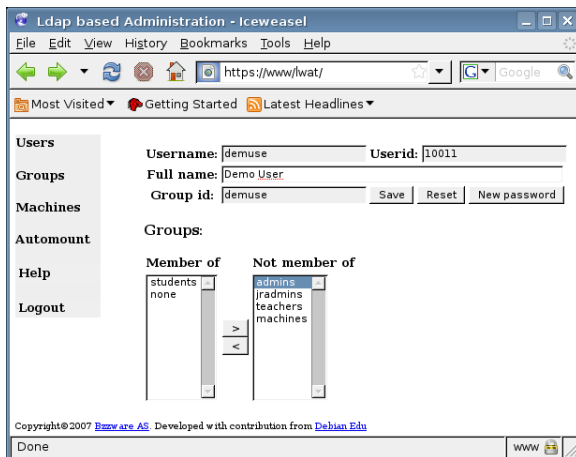 Ldap based Administration - Iceweasel
File Edit View History Bookmarks Tools Help
https://www/lwat/ G Google
Most Visited Getting Started Latest Headlines
Users
Groups
Machines
Automount
Help
Logout
Username: demuse Userid: 10011
Full name: Demo User
Group id: demuse Save Reset New password
Groups:
Member of Not member of
students admins
none jradmins
teachers
machines
>
<
Copyright©2007 Bzzware AS. Developed with contribution from Debian Edu
Done www